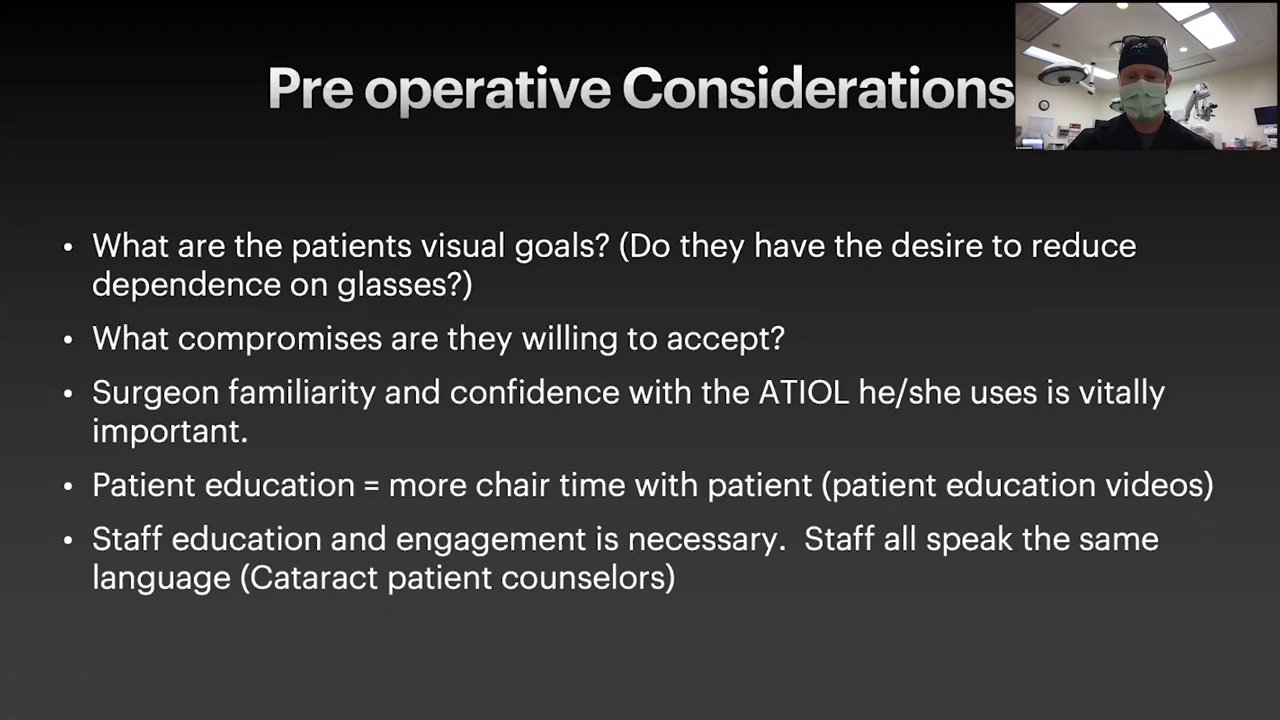 Pre operative Considerations
• What are the patients visual goals? (Do they have the desire to reduce
dependence on glasses?)
• What compromises are they willing to accept?
• Surgeon familiarity and confidence with the ATIOL he/she uses is vitally
important.
• Patient education = more chair time with patient (patient education videos)
• Staff education and engagement is necessary.  Staff all speak the same
language (Cataract patient counselors)